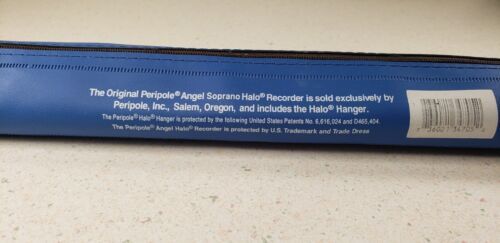 The Original Peripole® Angel Soprano Halo® Recorder is sold exclusively by
Peripole, Inc., Salem, Oregon, and includes the Halo® Hanger.
The Peripole® Halo® Hanger is protected by the following United States Patents No. 6,616,024 and D465,404.
The Peripole® Angel Halo® Recorder is protected by U.S. Trademark and Trade Dress